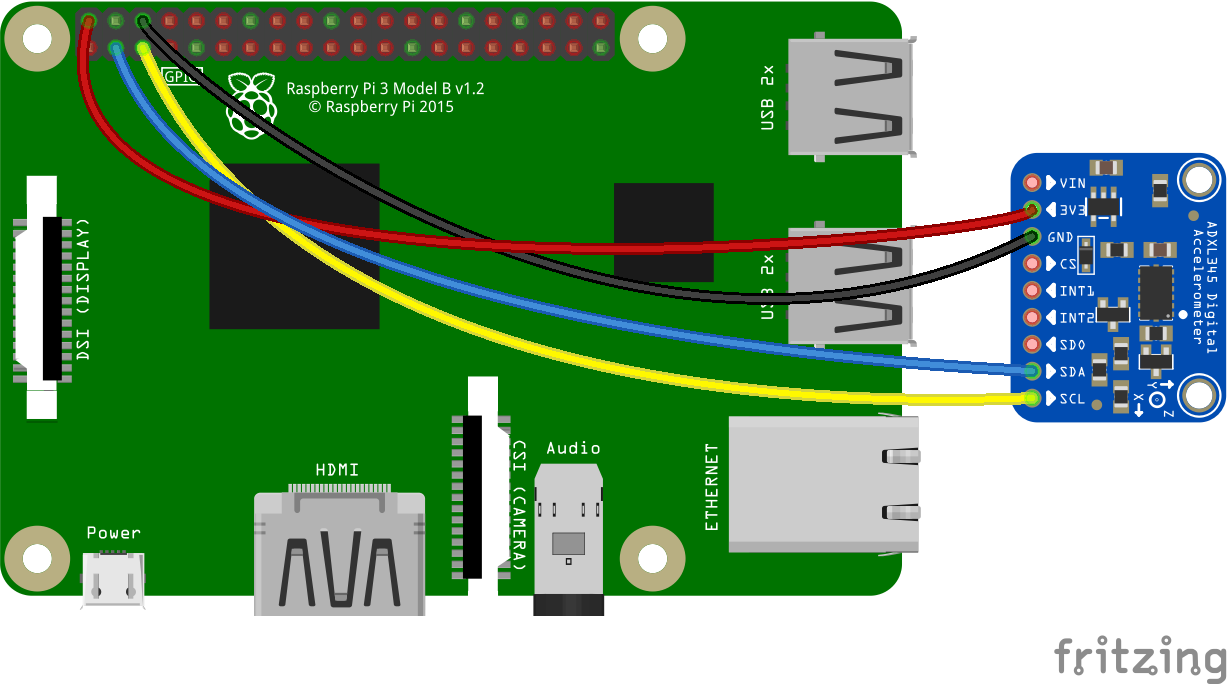 GPIO
Raspberry Pi 3 Model B v1.2
© Raspberry Pi 2015
USB 2x
USB 2x
DSI (DISPLAY)
HDMI
CSI (CAMERA)
Audio
ETHERNET
Power
VIN
3V3
GND
CS
INT1
INT2
SDO
SDA
SCL
ADXL345 Digital
Accelerometer
Y
X
Z
fritzing